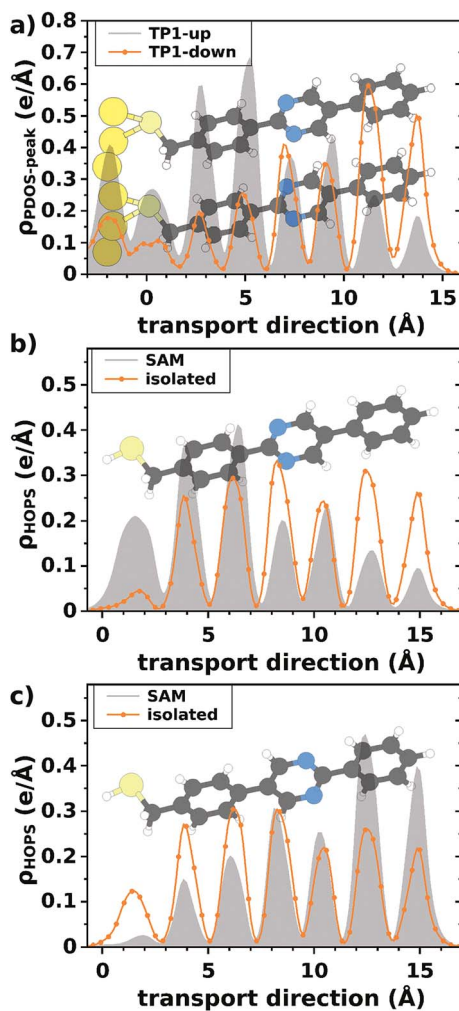 a)
TP1-up
TP1-down
0.8
0.7
0.6
0.5
0.4
0.3
0.2
0.1
0
ρPDOS-peak (e/Å)
0 5 10 15
transport direction (Å)
b)
SAM
isolated
0.5
0.4
0.3
0.2
0.1
0
ρHOPS (e/Å)
0 5 10 15
transport direction (Å)
c)
SAM
isolated
0.5
0.4
0.3
0.2
0.1
0
ρHOPS (e/Å)
0 5 10 15
transport direction (Å)